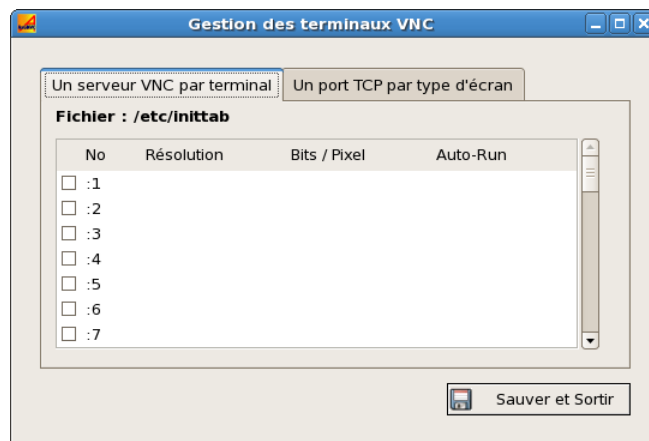 Gestion des terminaux VNC
Un serveur VNC par terminal
Un port TCP par type d'écran
Fichier : /etc/inittab
No Résolution Bits / Pixel Auto-Run
:1
:2
:3
:4
:5
:6
:7
Sauver et Sortir